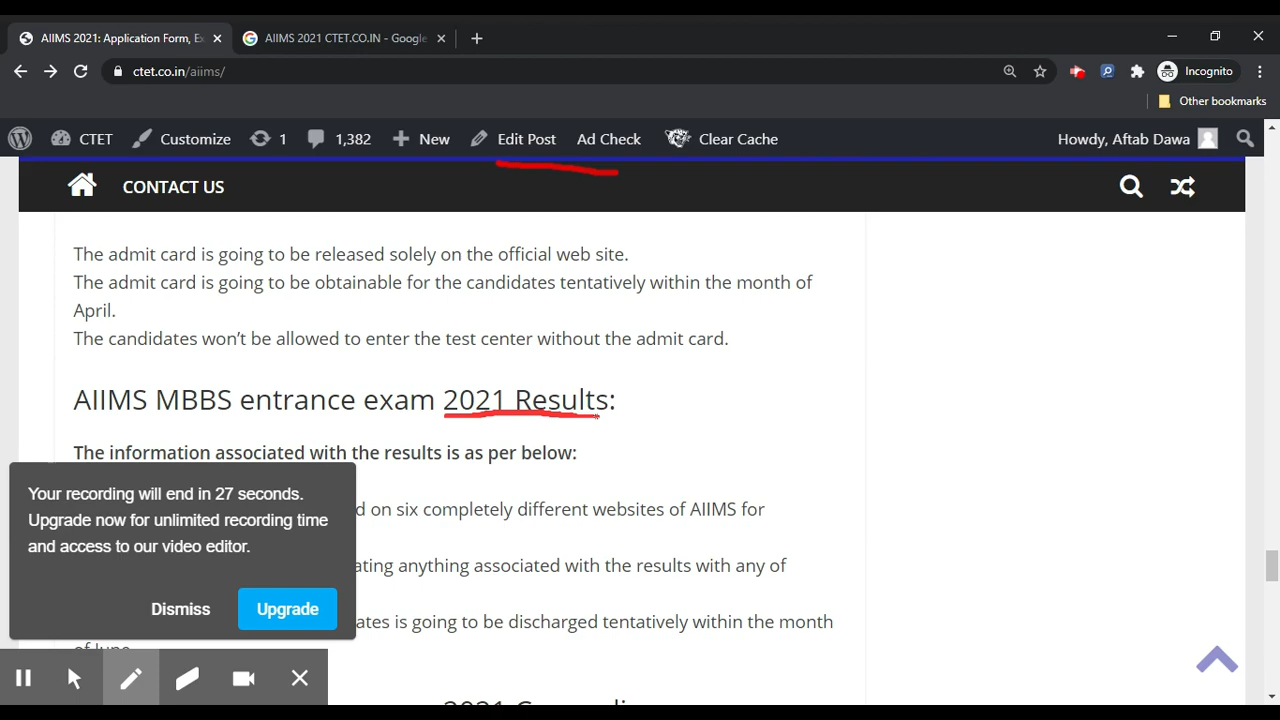 AIIMS 2021: Application Form, Ex
AIIMS 2021 CTET.CO.IN - Google
ctet.co.in/aiims/
Incognito
Other bookmarks
CTET Customize 1 1,382 New Edit Post Ad Check Clear Cache Howdy, Aftab Dawa
CONTACT US
The admit card is going to be released solely on the official web site.
The admit card is going to be obtainable for the candidates tentatively within the month of
April.
The candidates won’t be allowed to enter the test center without the admit card.
AIIMS MBBS entrance exam 2021 Results:
The information associated with the results is as per below:
d on six completely different websites of AIIMS for
ating anything associated with the results with any of
ates is going to be discharged tentatively within the month
of June
Your recording will end in 27 seconds.
Upgrade now for unlimited recording time
and access to our video editor.
Dismiss Upgrade
2021